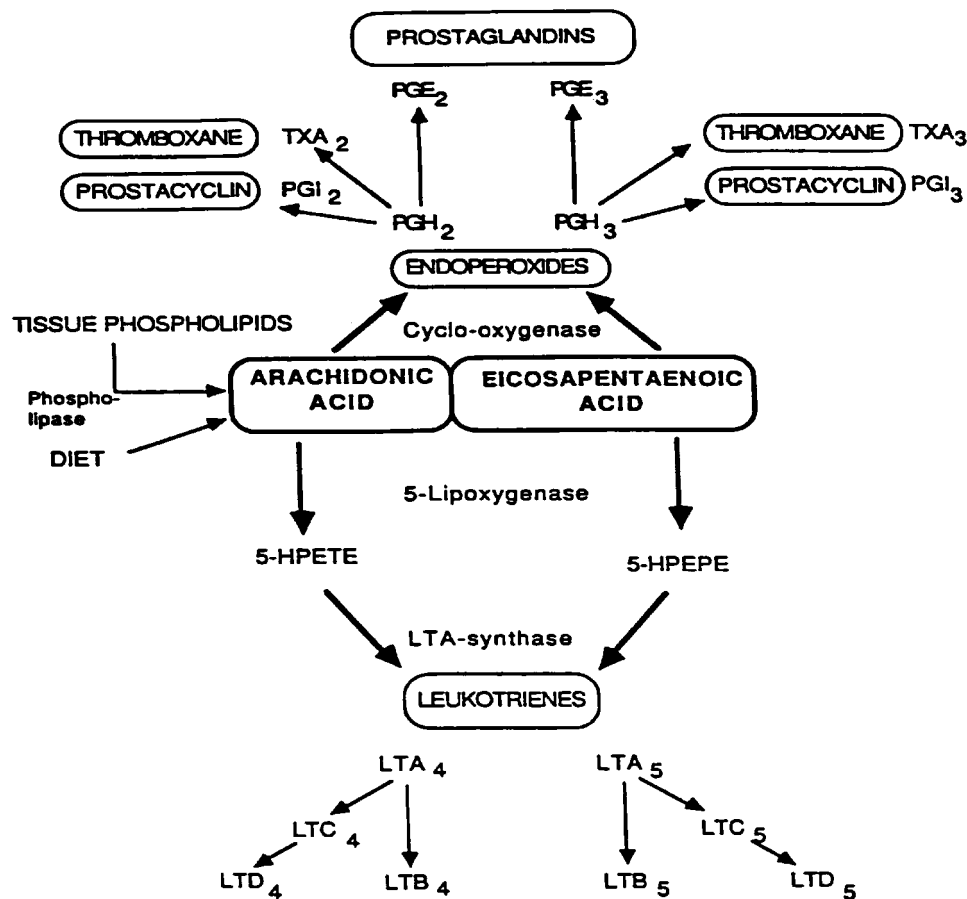 PROSTAGLANDINS
PGE2 PGE3
THROMBOXANE TXA2 THROMBOXANE TXA3
PROSTACYCLIN PGI2 PROSTACYCLIN PGI3
PGH2 PGH3
ENDOPEROXIDES
TISSUE PHOSPHOLIPIDS Cyclo-oxygenase
ARACHIDONIC
ACID
EICOSAPENTAENOIC
ACID
Phospho-
lipase
DIET
5-Lipoxygenase
5-HPETE 5-HPEPE
LTA-synthase
LEUKOTRIENES
LTA4 LTA5
LTC4 LTC5
LTD4 LTB4 LTB5 LTD5